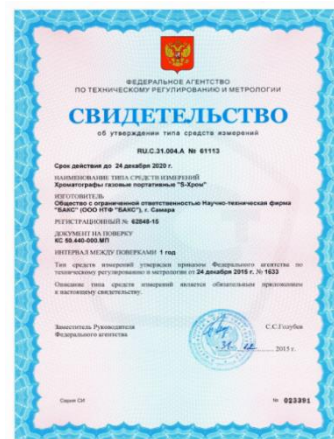 ФЕДЕРАЛЬНОЕ АГЕНТСТВО
ПО ТЕХНИЧЕСКОМУ РЕГУЛИРОВАНИЮ И МЕТРОЛОГИИ
СВИДЕТЕЛЬСТВО
об утверждении типа средств измерений
RU.C.31.004.A № 61113
Срок действия до 24 декабря 2020 г.
НАИМЕНОВАНИЕ ТИПА СРЕДСТВ ИЗМЕРЕНИЙ
Хроматографы газовые портативные "S-Хром"
ИЗГОТОВИТЕЛЬ
Общество с ограниченной ответственностью Научно-техническая фирма
"БАКС" (ООО НТФ "БАКС"), г. Самара
РЕГИСТРАЦИОННЫЙ № 62848-15
ДОКУМЕНТ НА ПОВЕРКУ
КС 50.440-000.МП
ИНТЕРВАЛ МЕЖДУ ПОВЕРКАМИ 1 год
Тип средств измерений утвержден приказом Федерального агентства по
техническому регулированию и метрологии от 24 декабря 2015 г. № 1633
Описание типа средств измерений является обязательным приложением
к настоящему свидетельству.
Заместитель Руководителя
Федерального агентства
С.С.Голубев
2015 г.
Серия СИ
№ 023391